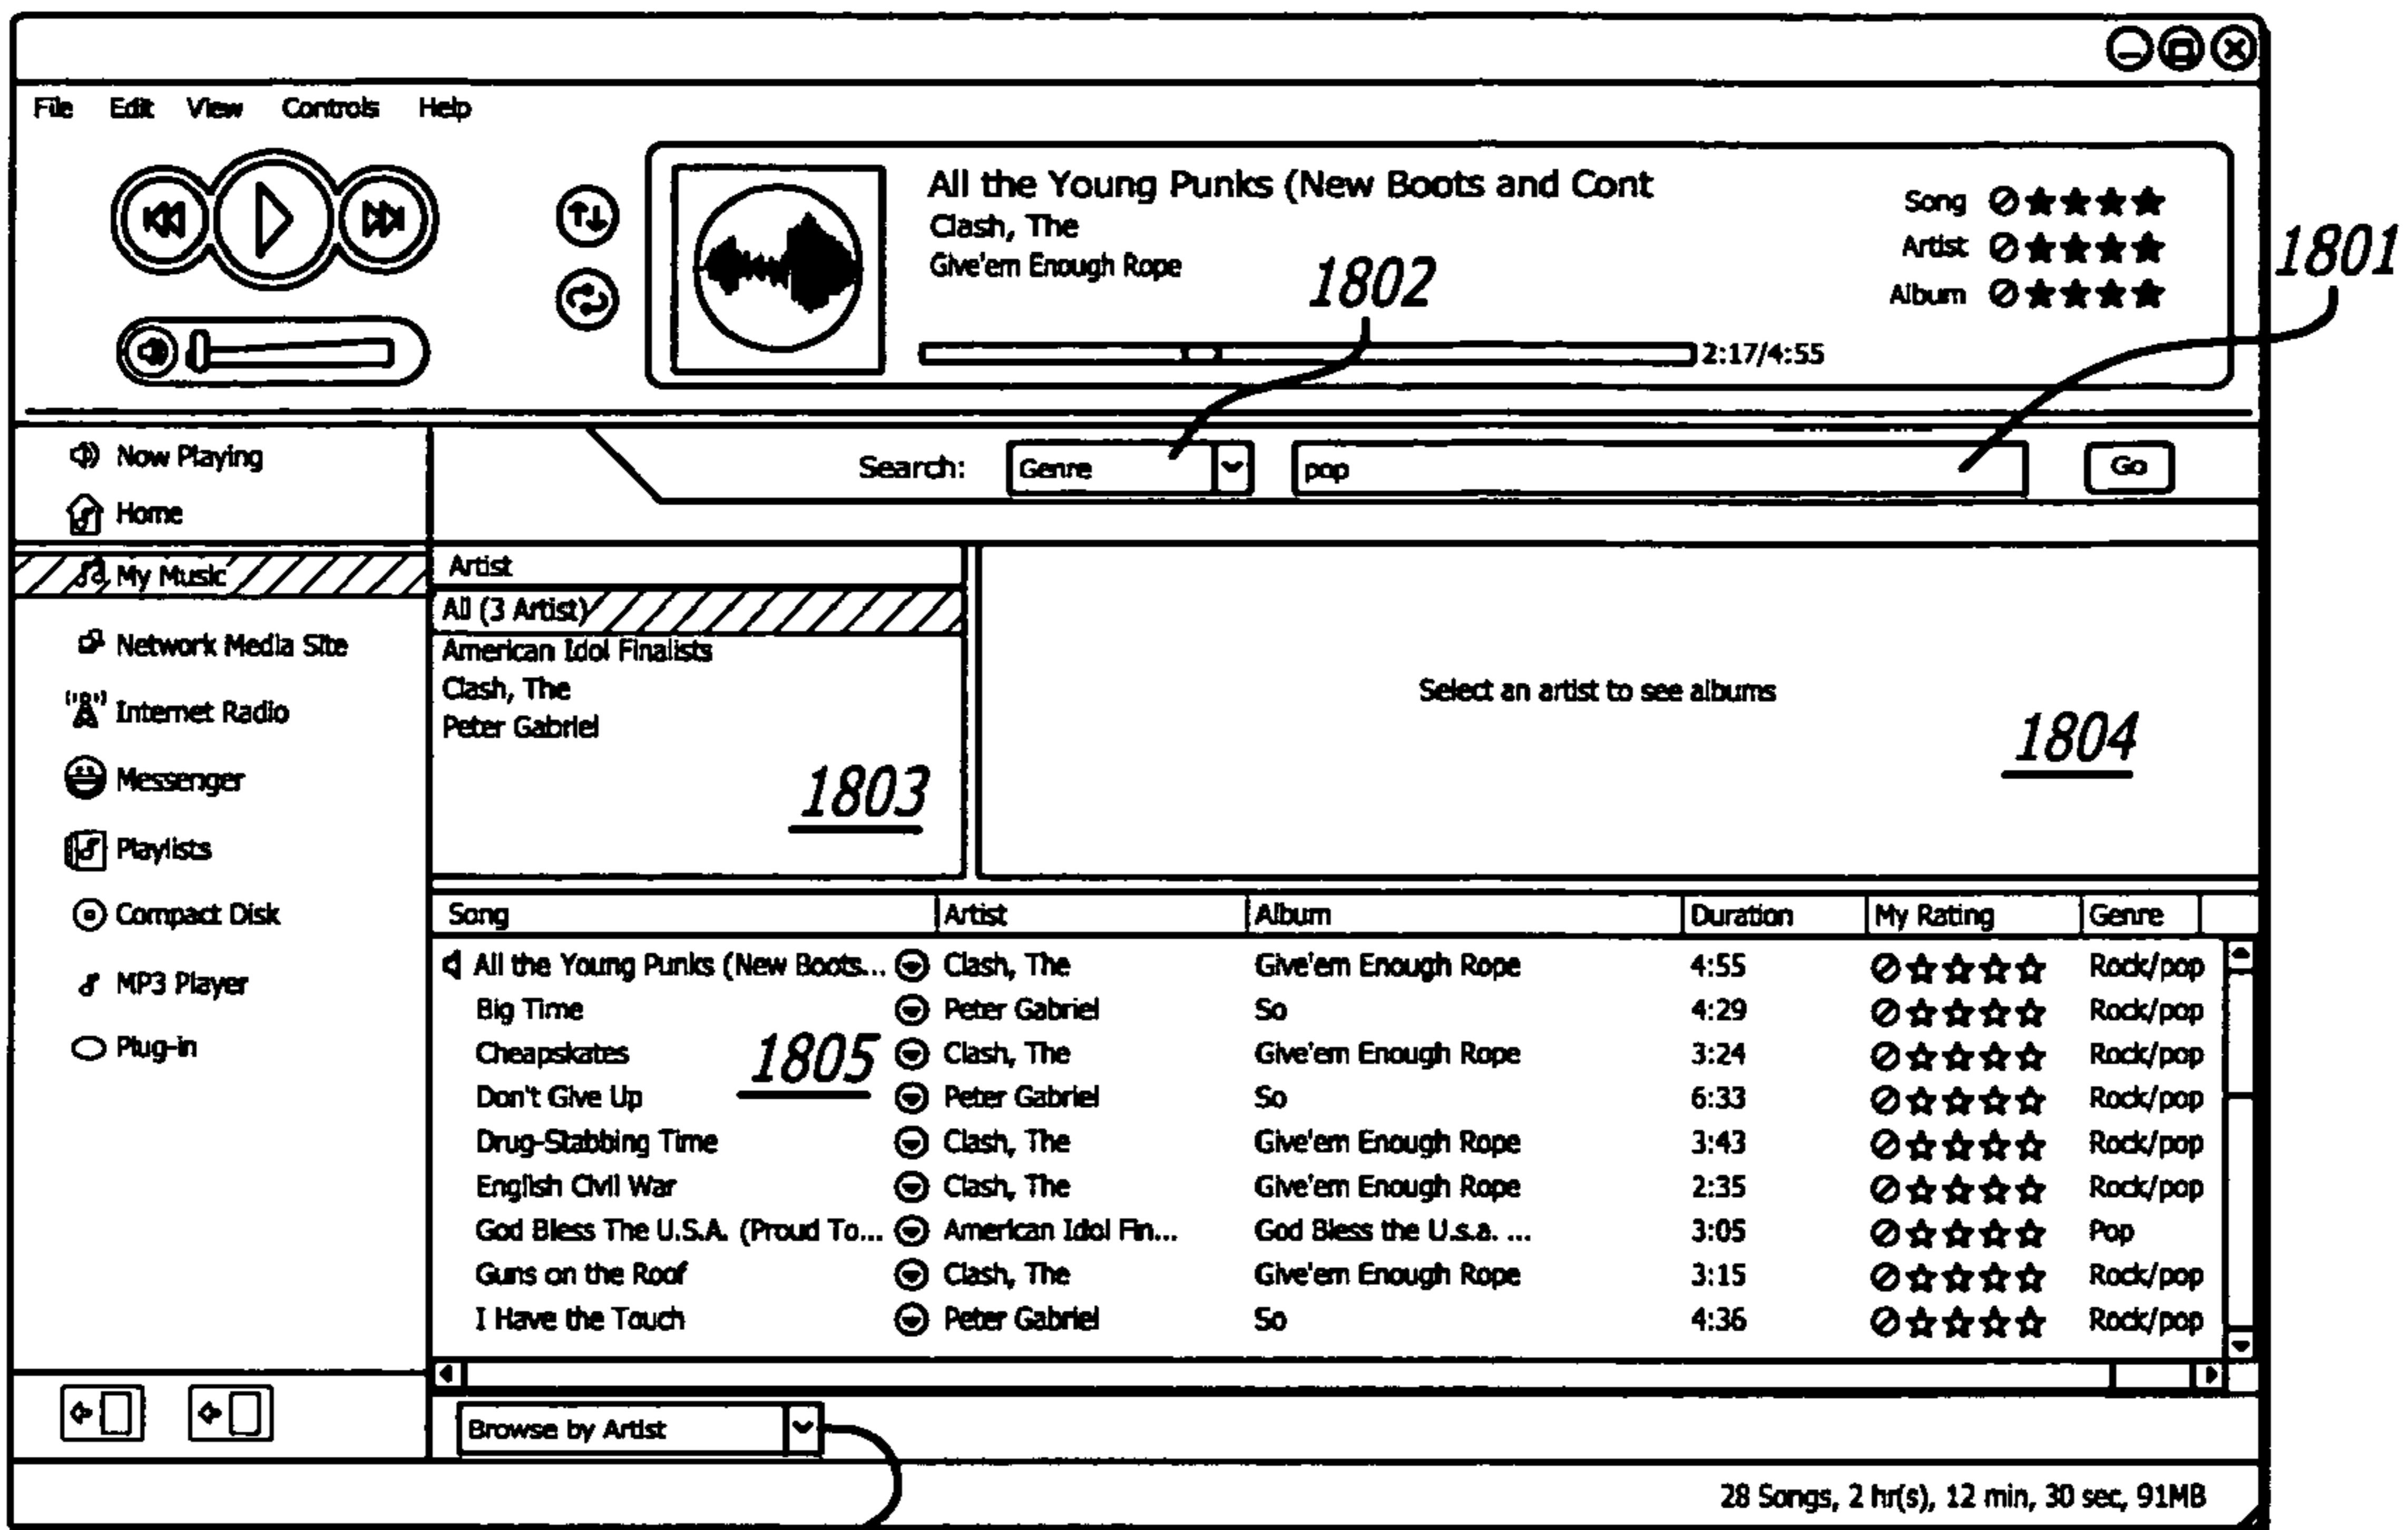 File Edit View Controls Help
All the Young Punks (New Boots and Cont
Clash, The
Give'em Enough Rope
1802
Song
Artist
Album
1801
2:17/4:55
Now Playing
Home
My Music
Network Media Site
Internet Radio
Messenger
Playlists
Compact Disk
MP3 Player
Plug-in
Search: Genre pop Go
Artist
All (3 Artist)
American Idol Finalists
Clash, The
Peter Gabriel
1803
Select an artist to see albums
1804
Song Artist Album Duration My Rating Genre
All the Young Punks (New Boots... Clash, The Give'em Enough Rope 4:55 Rock/pop
Big Time Peter Gabriel So 4:29 Rock/pop
Cheapskates Clash, The Give'em Enough Rope 3:24 Rock/pop
1805
Don't Give Up Peter Gabriel So 6:33 Rock/pop
Drug-Stabbing Time Clash, The Give'em Enough Rope 3:43 Rock/pop
English Civil War Clash, The Give'em Enough Rope 2:35 Rock/pop
God Bless The U.S.A. (Proud To... American Idol Fin... God Bless the U.s.a. ... 3:05 Pop
Guns on the Roof Clash, The Give'em Enough Rope 3:15 Rock/pop
I Have the Touch Peter Gabriel So 4:36 Rock/pop
Browse by Artist
28 Songs, 2 hr(s), 12 min, 30 sec, 91MB